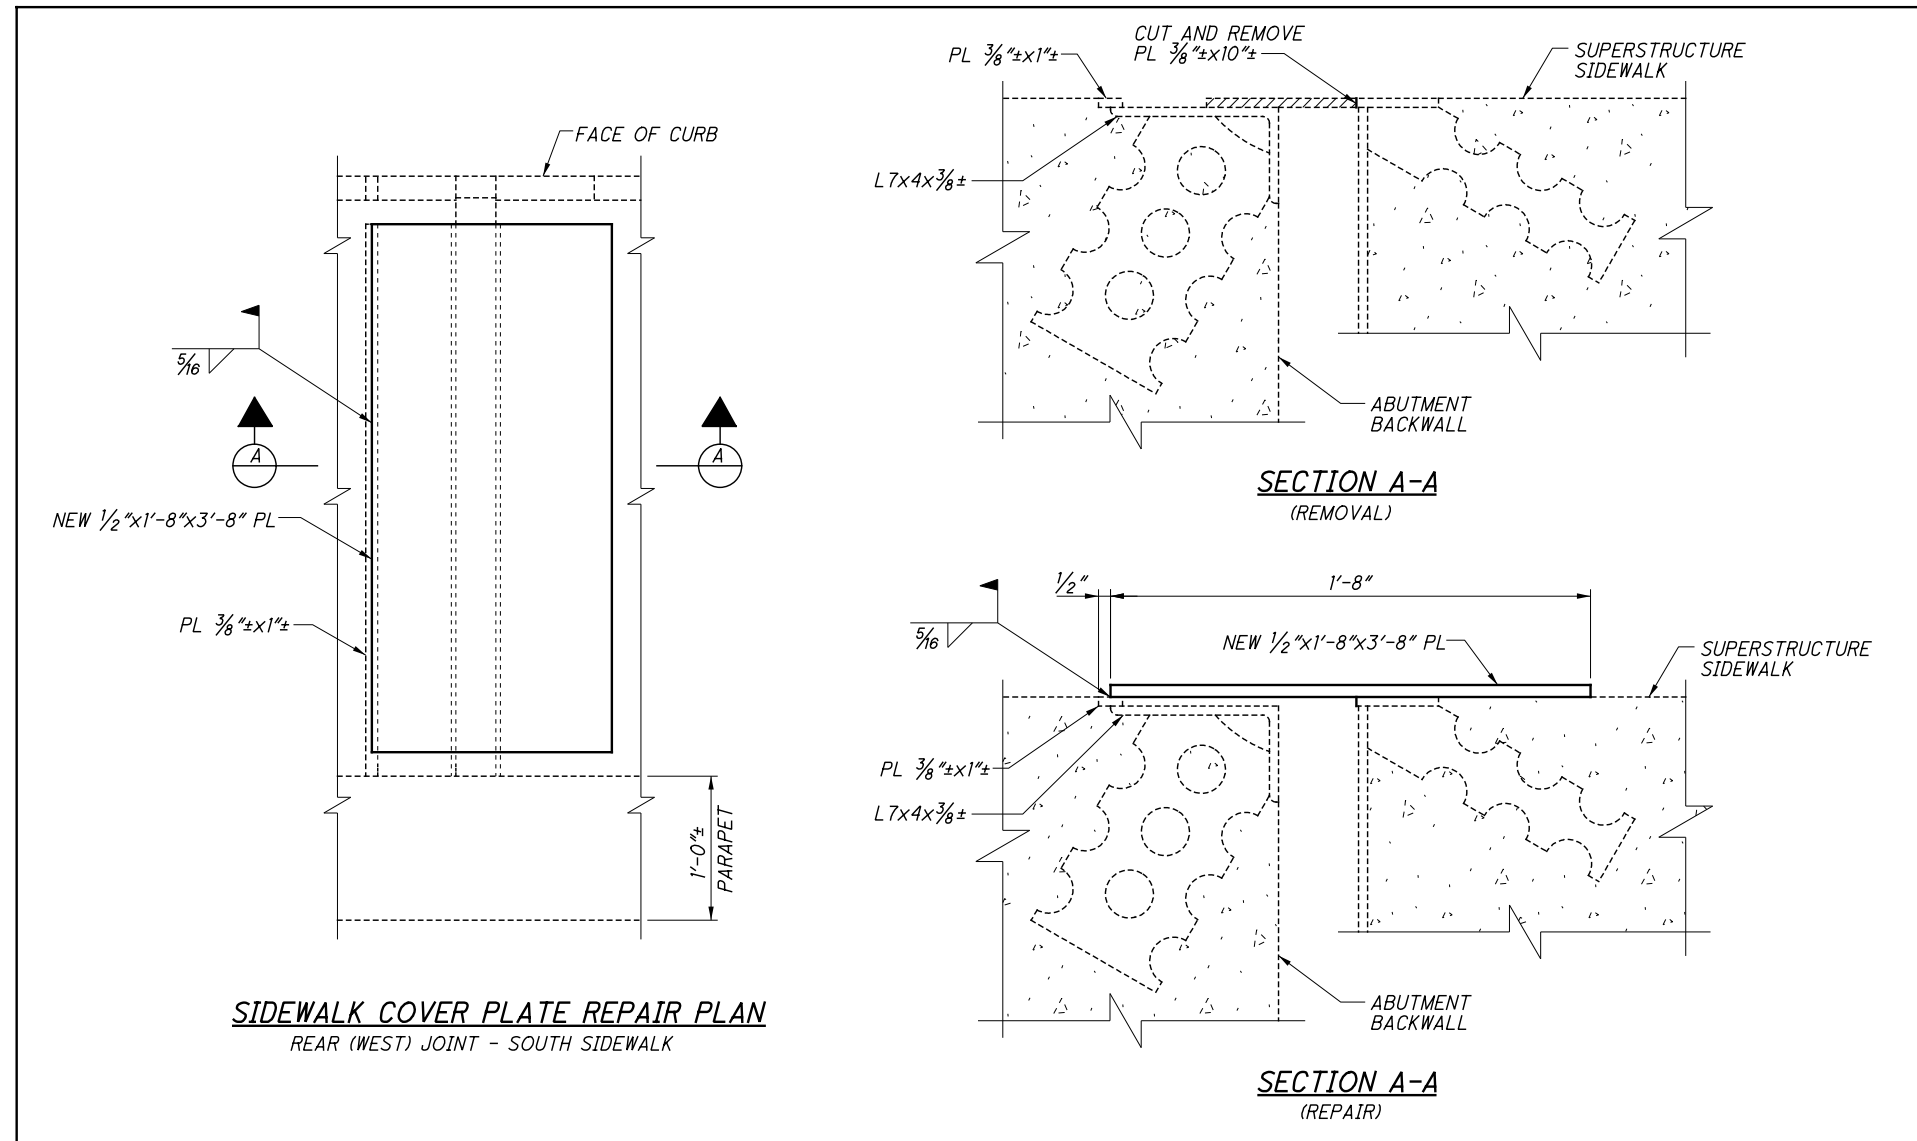 FACE OF CURB
5/16
A
A
NEW 1/2"x1'-8"x3'-8" PL
PL 3/8"±x1"±
1'-0"±
PARAPET
SIDEWALK COVER PLATE REPAIR PLAN
REAR (WEST) JOINT - SOUTH SIDEWALK
PL 3/8"±x1"±
CUT AND REMOVE
PL 3/8"±x10"±
SUPERSTRUCTURE
SIDEWALK
L7x4x3/8±
ABUTMENT
BACKWALL
SECTION A-A
(REMOVAL)
1/2"
1'-8"
5/16
NEW 1/2"x1'-8"x3'-8" PL
SUPERSTRUCTURE
SIDEWALK
PL 3/8"±x1"±
L7x4x3/8±
ABUTMENT
BACKWALL
SECTION A-A
(REPAIR)